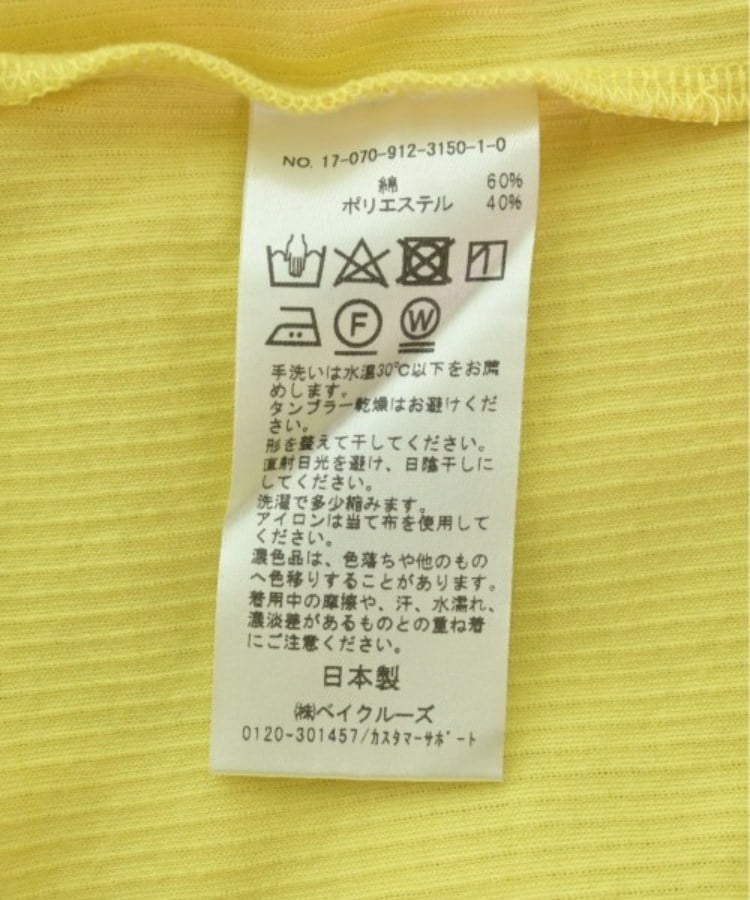 NO. 17-070-912-3150-1-0
綿 60%
ポリエステル 40%
F W
手洗いは水温30℃以下をお薦
めします。
タンブラー乾燥はお避けくだ
さい。
形を整えて干してください。
直射日光を避け、日陰干しに
してください。
洗濯で多少縮みます。
アイロンは当て布を使用して
ください。
濃色品は、色落ちや他のもの
へ色移りすることがあります。
着用中の摩擦や、汗、水濡れ、
濃淡差があるものとの重ね着
にご注意ください。
日本製
㈱ベイクルーズ
0120-301457/ｶｽﾀﾏｰｻﾎﾟｰﾄ